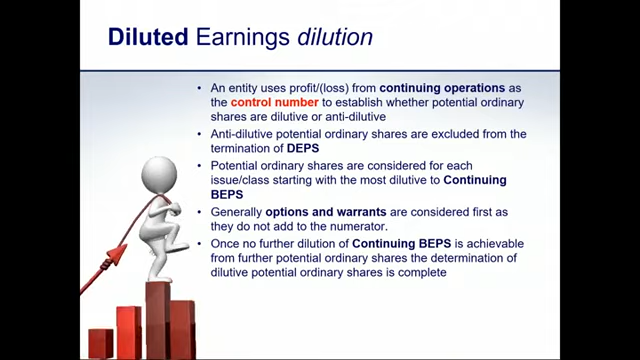 Diluted Earnings dilution
• An entity uses profit/(loss) from continuing operations as
the control number to establish whether potential ordinary
shares are dilutive or anti-dilutive
• Anti-dilutive potential ordinary shares are excluded from the
termination of DEPS
• Potential ordinary shares are considered for each
issue/class starting with the most dilutive to Continuing
BEPS
• Generally options and warrants are considered first as
they do not add to the numerator.
• Once no further dilution of Continuing BEPS is achievable
from further potential ordinary shares the determination of
dilutive potential ordinary shares is complete